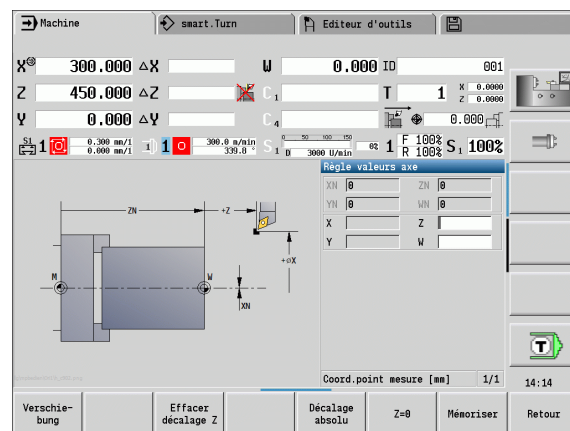 Machine
smart.Turn
Editeur d'outils
X 300.000 △X W 0.000 ID 001
Z 450.000 △Z C 1 T 1 X 0.0000 Z 0.0000
Y 0.000 △Y C 4 0.000
S1 1 0.300 mm/1 0.000 mm/1 1 300.0 m/min 339.8 ° S 1 0 50 100 150 D 3000 U/min 0% 1 F 100% R 100% S 1 100%
Règle valeurs axe
XN 0 ZN 0
YN 0 WN 0
X Z
Y W
ZN +Z
+øX
M W
XN
Coord.point mesure [mm] 1/1
14:14
T
Verschie-
bung
Effacer
décalage Z
Décalage
absolu
Z=0
Mémoriser
Retour